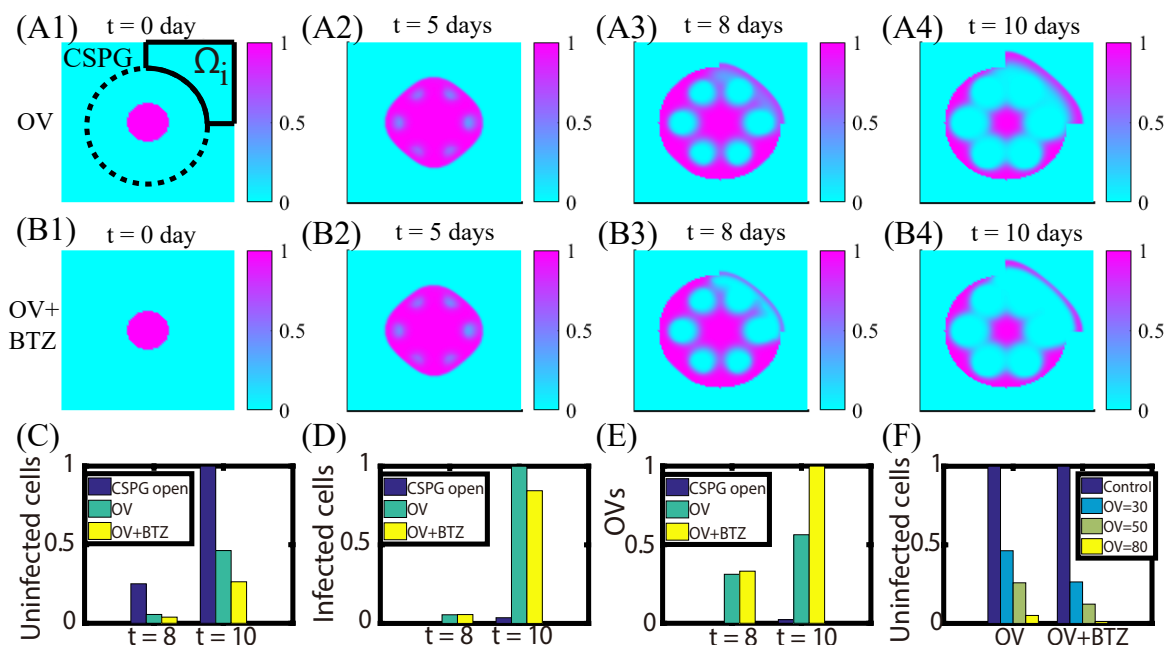 (A1) t = 0 day
(A2) t = 5 days
(A3) t = 8 days
(A4) t = 10 days
CSPG Ωi
OV
1
0.5
0
1
0.5
0
1
0.5
0
1
0.5
0
(B1) t = 0 day
(B2) t = 5 days
(B3) t = 8 days
(B4) t = 10 days
OV+
BTZ
1
0.5
0
1
0.5
0
1
0.5
0
1
0.5
0
(C)
Uninfected cells
1
0.5
0
CSPG open
OV
OV+BTZ
t = 8 t = 10
(D)
Infected cells
1
0.5
0
CSPG open
OV
OV+BTZ
t = 8 t = 10
(E)
OVs
1
0.5
0
CSPG open
OV
OV+BTZ
t = 8 t = 10
(F)
Uninfected cells
1
0.5
0
Control
OV=30
OV=50
OV=80
OV OV+BTZ